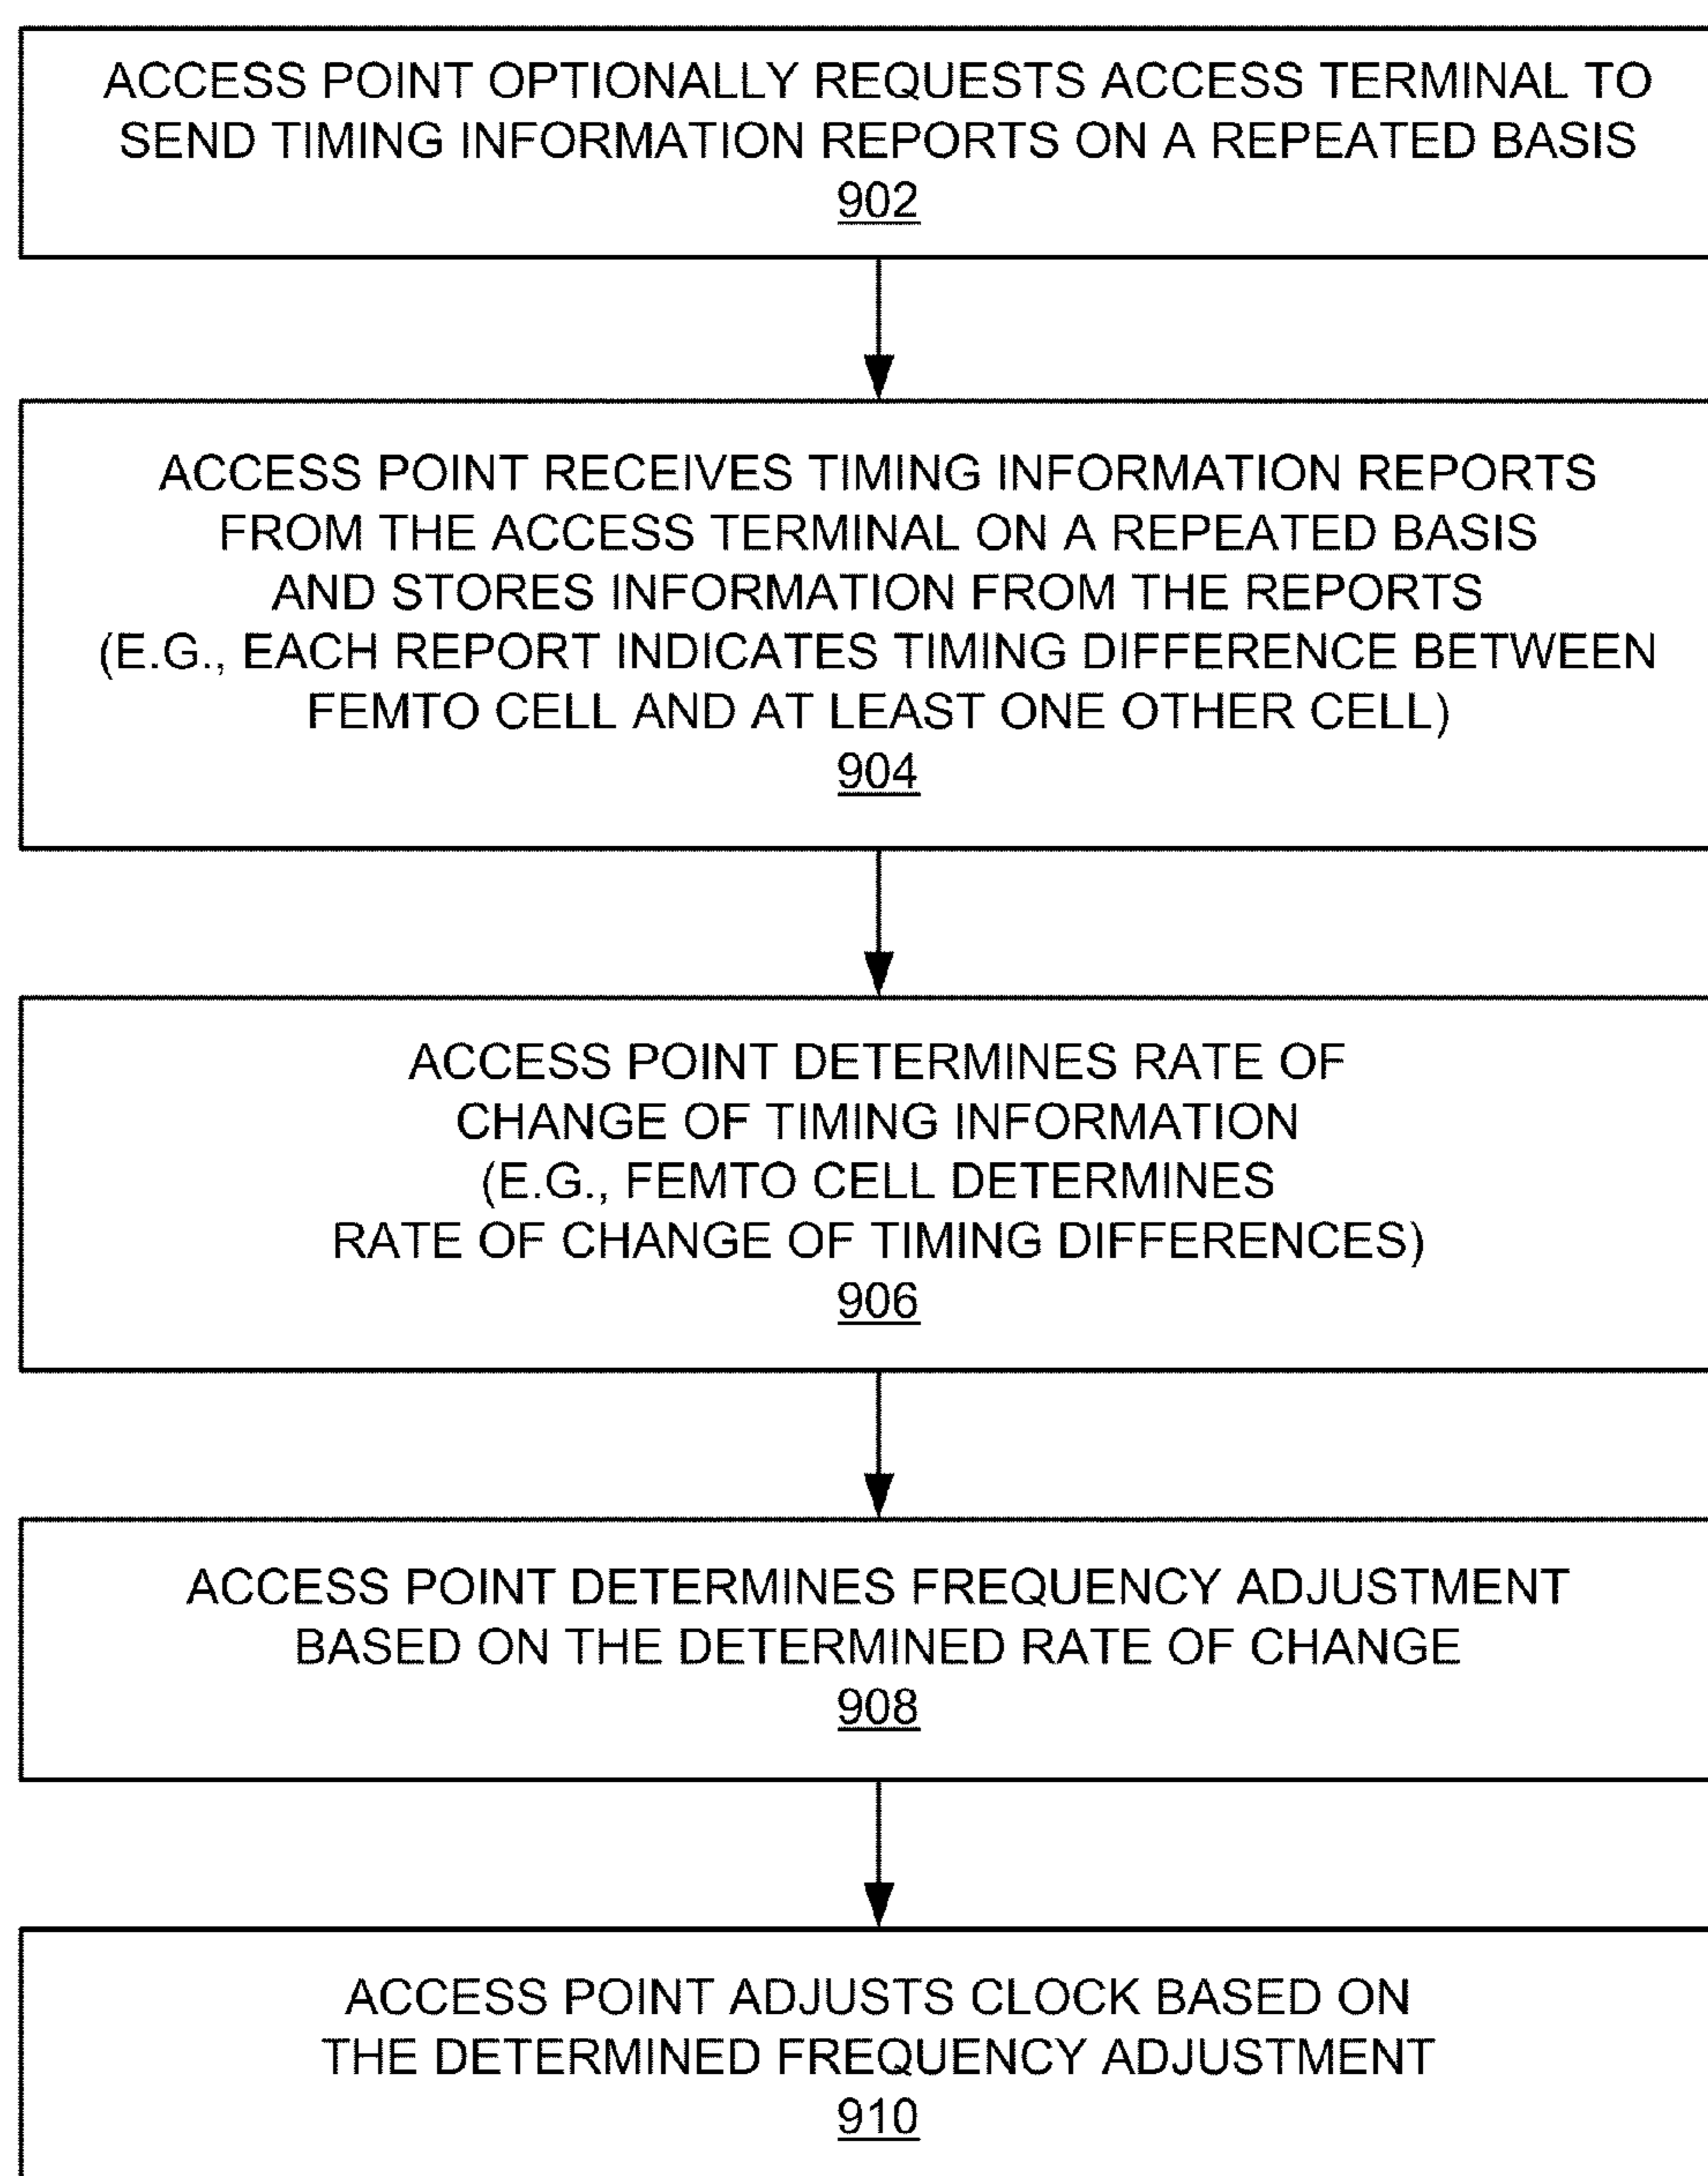 ACCESS POINT OPTIONALLY REQUESTS ACCESS TERMINAL TO
SEND TIMING INFORMATION REPORTS ON A REPEATED BASIS
902
ACCESS POINT RECEIVES TIMING INFORMATION REPORTS
FROM THE ACCESS TERMINAL ON A REPEATED BASIS
AND STORES INFORMATION FROM THE REPORTS
(E.G., EACH REPORT INDICATES TIMING DIFFERENCE BETWEEN
FEMTO CELL AND AT LEAST ONE OTHER CELL)
904
ACCESS POINT DETERMINES RATE OF
CHANGE OF TIMING INFORMATION
(E.G., FEMTO CELL DETERMINES
RATE OF CHANGE OF TIMING DIFFERENCES)
906
ACCESS POINT DETERMINES FREQUENCY ADJUSTMENT
BASED ON THE DETERMINED RATE OF CHANGE
908
ACCESS POINT ADJUSTS CLOCK BASED ON
THE DETERMINED FREQUENCY ADJUSTMENT
910